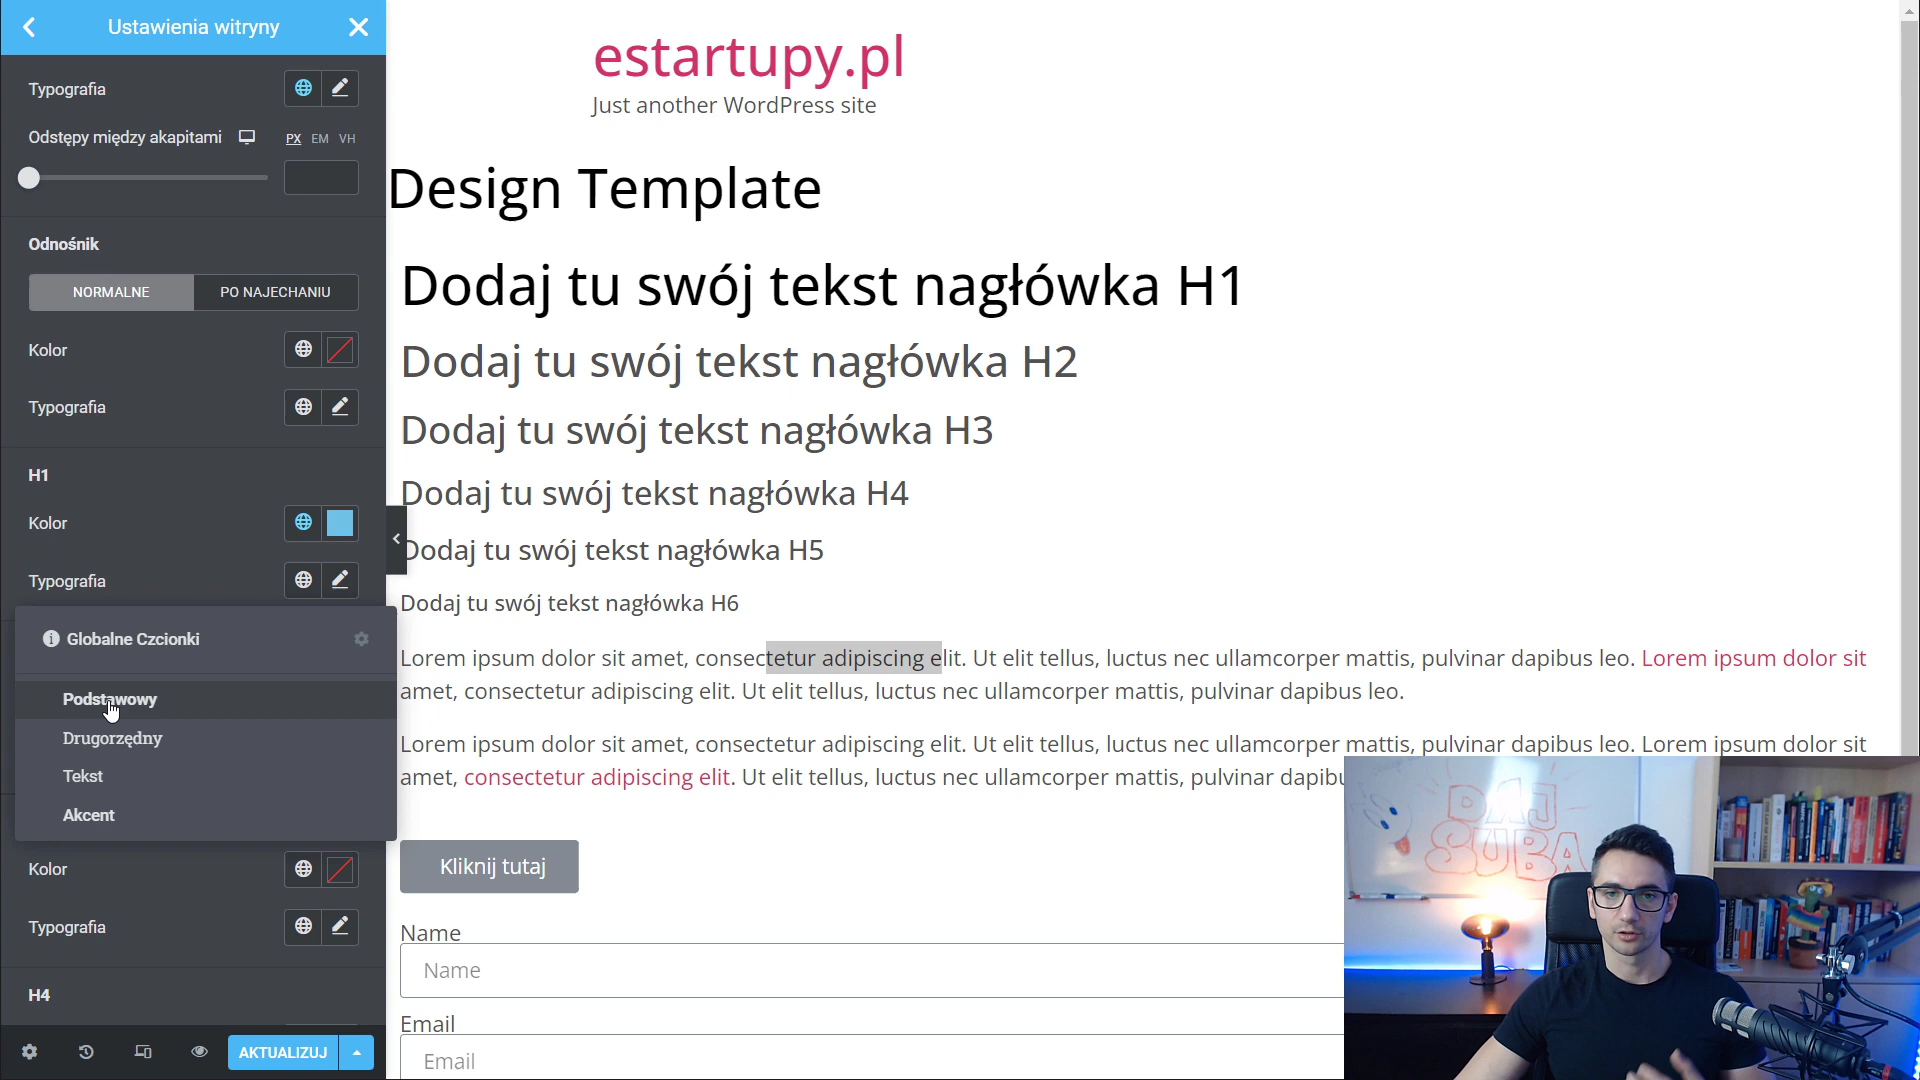 Ustawienia witryny
Typografia
Odstępy między akapitami
PX EM VH
Odnośnik
NORMALNE
PO NAJECHANIU
Kolor
Typografia
H1
Kolor
Typografia
Globalne Czcionki
Podstawowy
Drugorzędny
Tekst
Akcent
Kolor
Typografia
H4
AKTUALIZUJ
estartupy.pl
Just another WordPress site
Design Template
Dodaj tu swój tekst nagłówka H1
Dodaj tu swój tekst nagłówka H2
Dodaj tu swój tekst nagłówka H3
Dodaj tu swój tekst nagłówka H4
Dodaj tu swój tekst nagłówka H5
Dodaj tu swój tekst nagłówka H6
Lorem ipsum dolor sit amet, consectetur adipiscing elit. Ut elit tellus, luctus nec ullamcorper mattis, pulvinar dapibus leo. Lorem ipsum dolor sit
amet, consectetur adipiscing elit. Ut elit tellus, luctus nec ullamcorper mattis, pulvinar dapibus leo.
Lorem ipsum dolor sit amet, consectetur adipiscing elit. Ut elit tellus, luctus nec ullamcorper mattis, pulvinar dapibus leo. Lorem ipsum dolor sit
amet, consectetur adipiscing elit. Ut elit tellus, luctus nec ullamcorper mattis, pulvinar dapibu
Kliknij tutaj
Name
Name
Email
Email
DAJ
SUBA